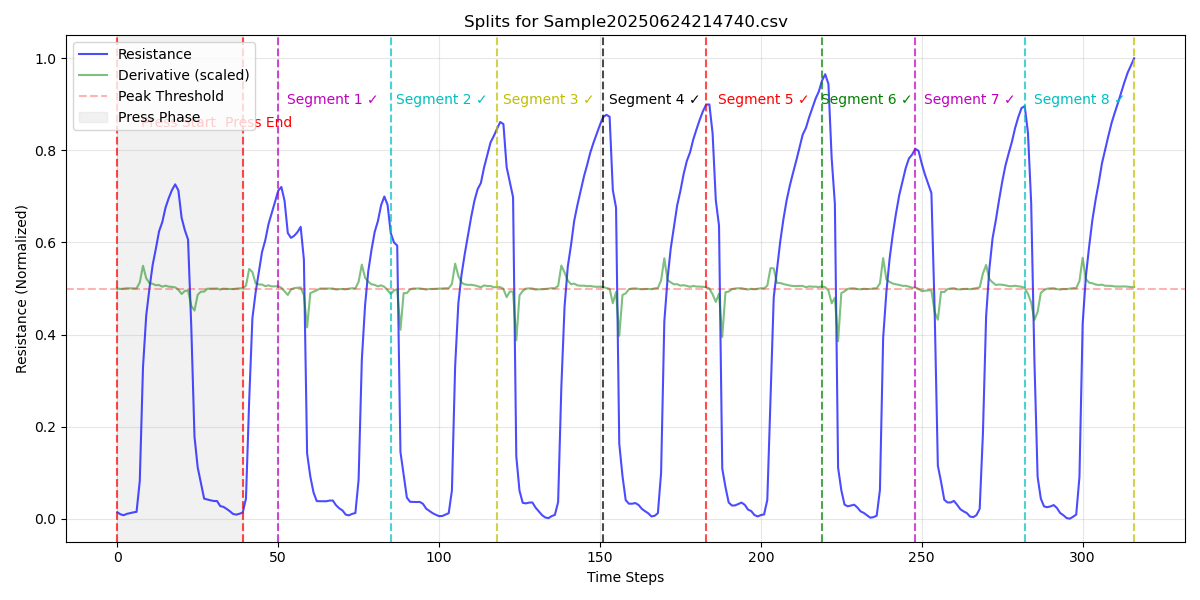 Splits for Sample20250624214740.csv
Resistance
Derivative (scaled)
Peak Threshold
Press Phase
Press Start Press End
Segment 1 ✓
Segment 2 ✓
Segment 3 ✓
Segment 4 ✓
Segment 5 ✓
Segment 6 ✓
Segment 7 ✓
Segment 8 ✓
Resistance (Normalized)
1.0
0.8
0.6
0.4
0.2
0.0
0 50 100 150 200 250 300
Time Steps